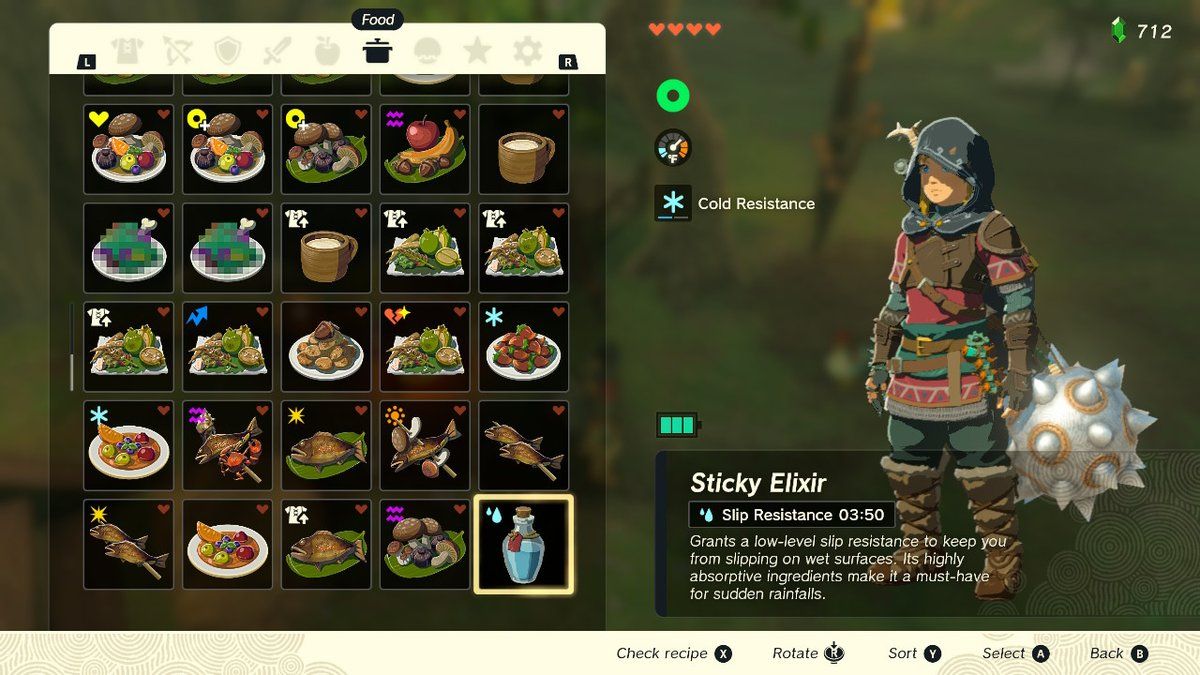 Food
L
R
712
°F
Cold Resistance
Sticky Elixir
Slip Resistance 03:50
Grants a low-level slip resistance to keep you
from slipping on wet surfaces. Its highly
absorptive ingredients make it a must-have
for sudden rainfalls.
Check recipe X
Rotate R
Sort Y
Select A
Back B